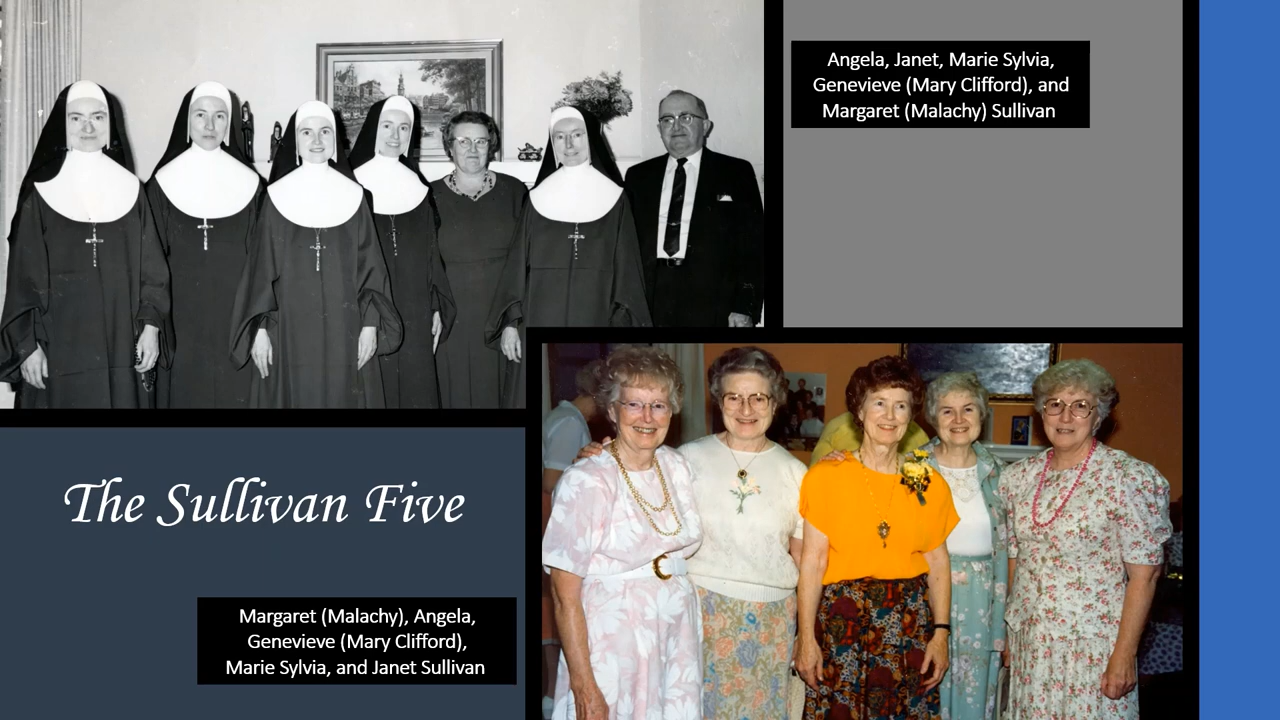 Angela, Janet, Marie Sylvia,
Genevieve (Mary Clifford), and
Margaret (Malachy) Sullivan
The Sullivan Five
Margaret (Malachy), Angela,
Genevieve (Mary Clifford),
Marie Sylvia, and Janet Sullivan